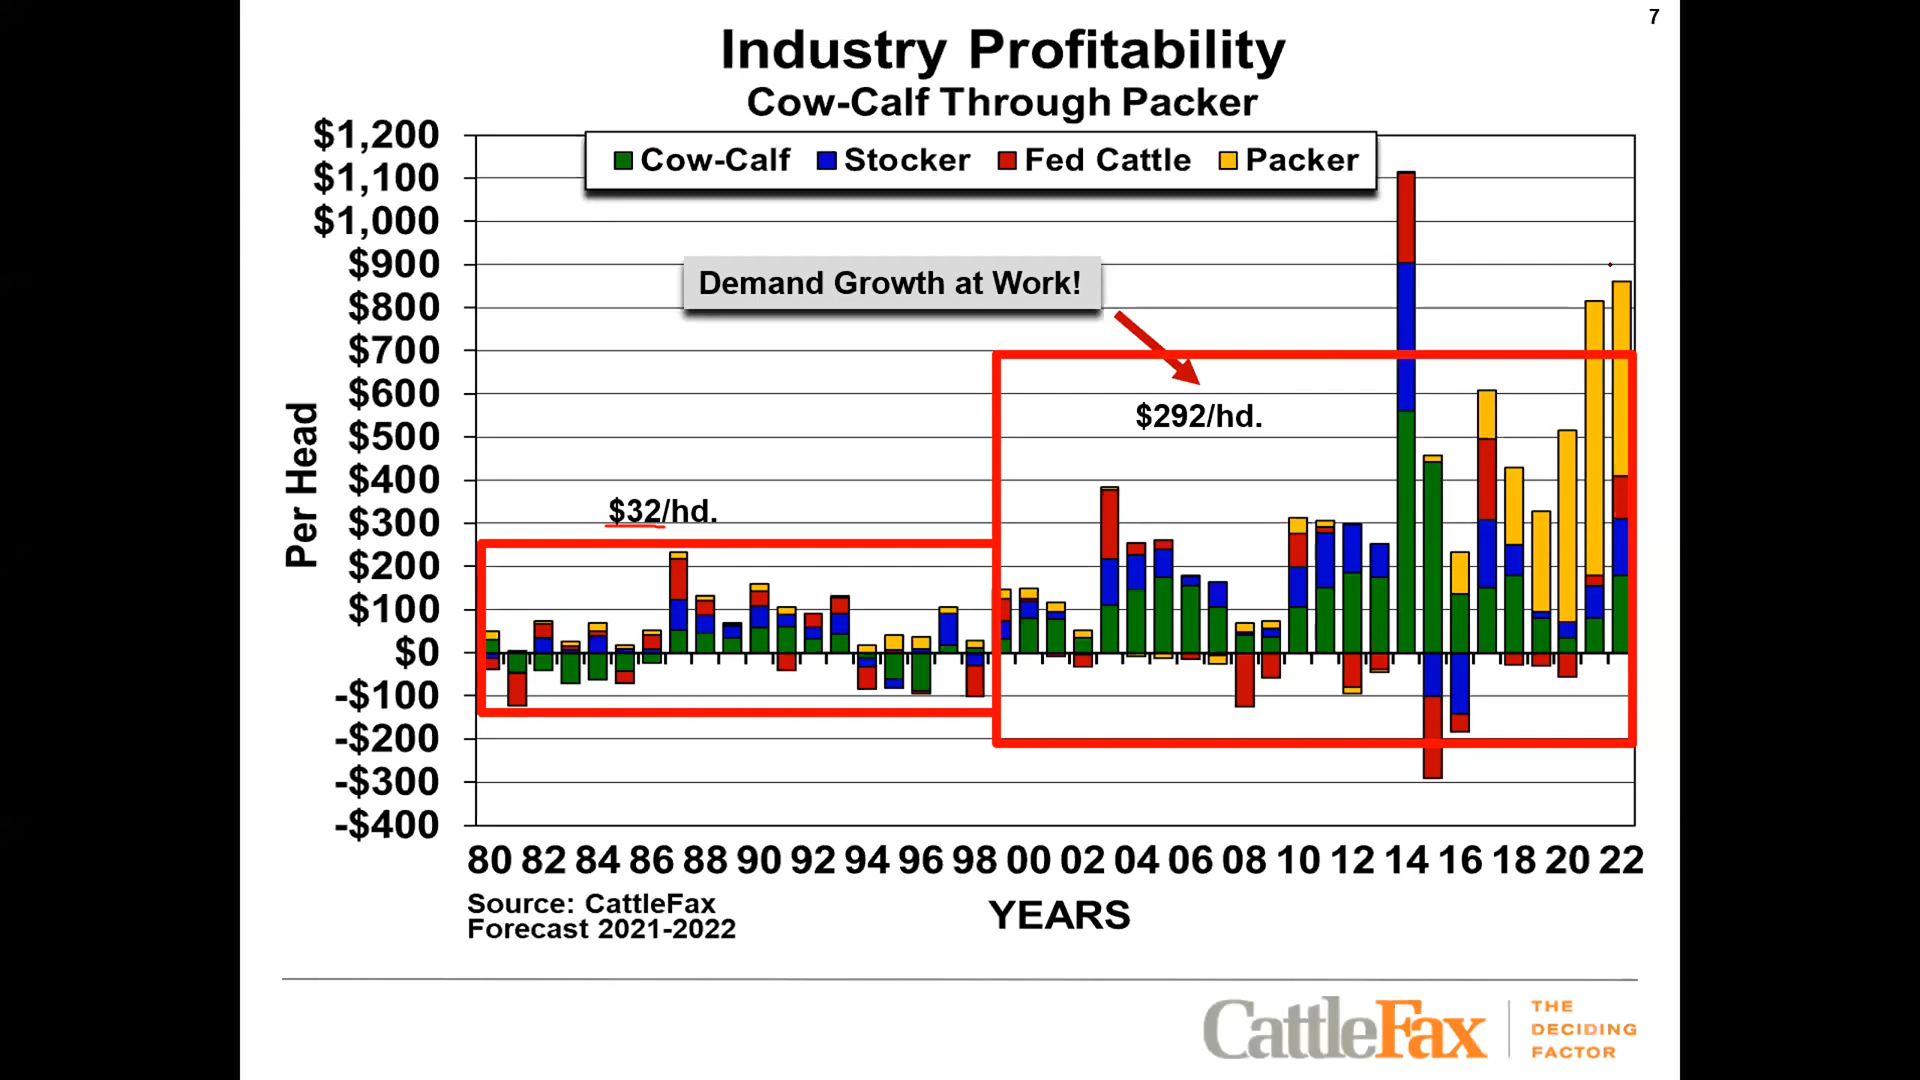 7
Industry Profitability
Cow-Calf Through Packer
Cow-Calf Stocker Fed Cattle Packer
$1,200
$1,100
$1,000
$900
$800
$700
$600
$500
$400
$300
$200
$100
$0
-$100
-$200
-$300
-$400
Per Head
Demand Growth at Work!
$292/hd.
$32/hd.
80 82 84 86 88 90 92 94 96 98 00 02 04 06 08 10 12 14 16 18 20 22
YEARS
Source: CattleFax
Forecast 2021-2022
CattleFax
THE
DECIDING
FACTOR